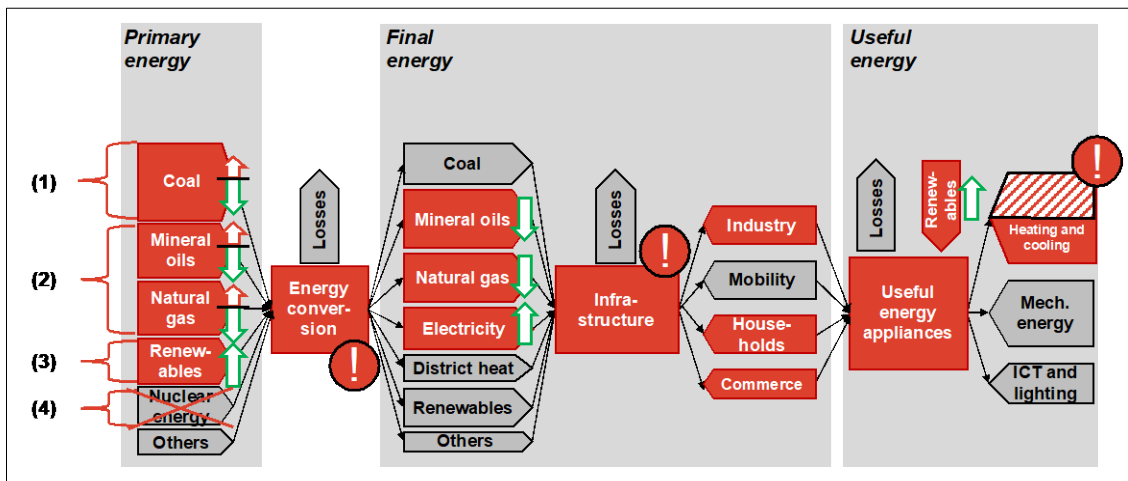 Primary
energy
Final
energy
Useful
energy
(1)
(2)
(3)
(4)
Coal
Mineral
oils
Natural
gas
Renew-
ables
Nuclear
energy
Others
Losses
Energy
conver-
sion
!
Coal
Mineral oils
Natural gas
Electricity
District heat
Renewables
Others
Losses
!
Infra-
structure
Industry
Mobility
House-
holds
Commerce
Losses
Renew-
ables
Useful
energy
appliances
!
Heating and
cooling
Mech.
energy
ICT and
lighting